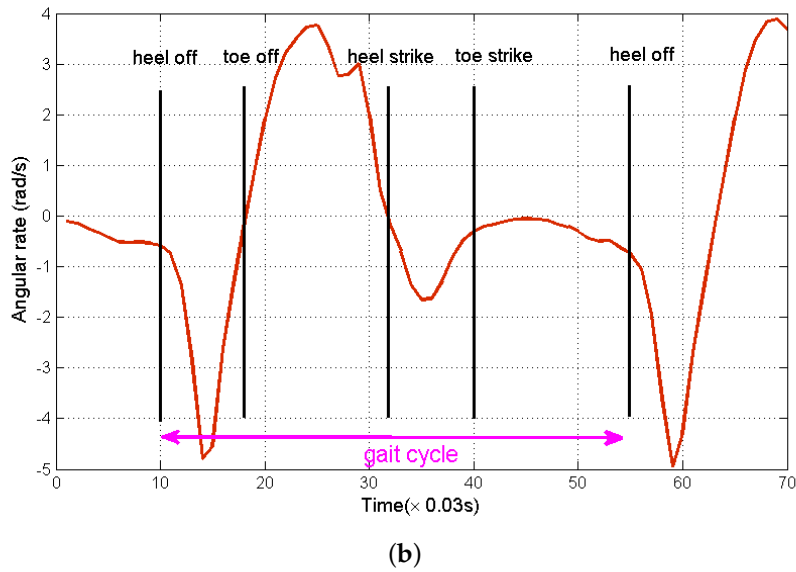 4
heel off toe off heel strike toe strike heel off
3
2
1
0
-1
-2
-3
-4
-5
gait cycle
0 10 20 30 40 50 60 70
Angular rate (rad/s)
Time(× 0.03s)
(b)